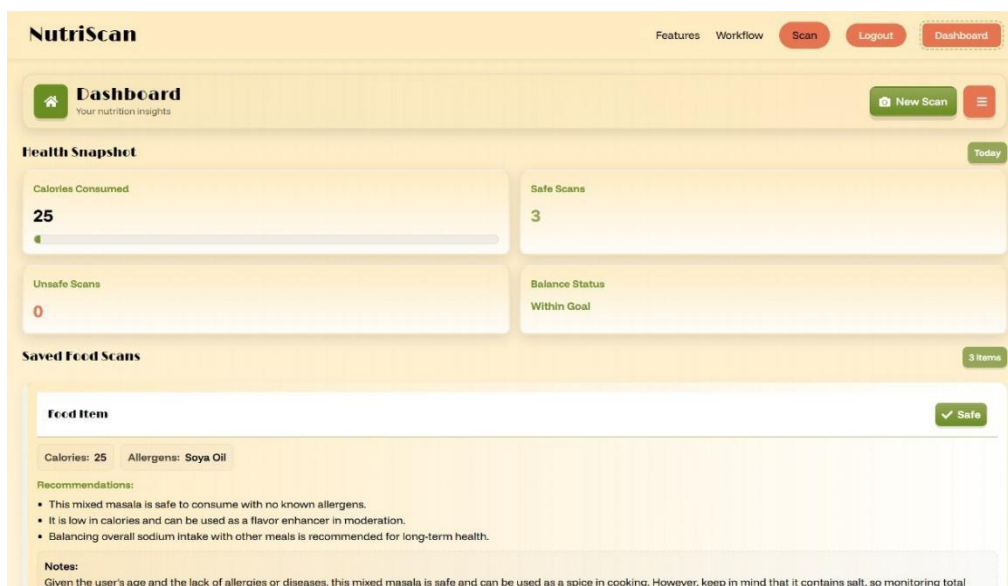 NutriScan
Features Workflow Scan Logout Dashboard
Dashboard
Your nutrition insights
New Scan
Health Snapshot
Today
Calories Consumed
25
Safe Scans
3
Unsafe Scans
0
Balance Status
Within Goal
Saved Food Scans
3 items
Food Item
Safe
Calories: 25 Allergens: Soya Oil
Recommendations:
• This mixed masala is safe to consume with no known allergens.
• It is low in calories and can be used as a flavor enhancer in moderation.
• Balancing overall sodium intake with other meals is recommended for long-term health.
Notes:
Given the user's age and the lack of allergies or diseases, this mixed masala is safe and can be used as a spice in cooking. However, keep in mind that it contains salt, so monitoring total